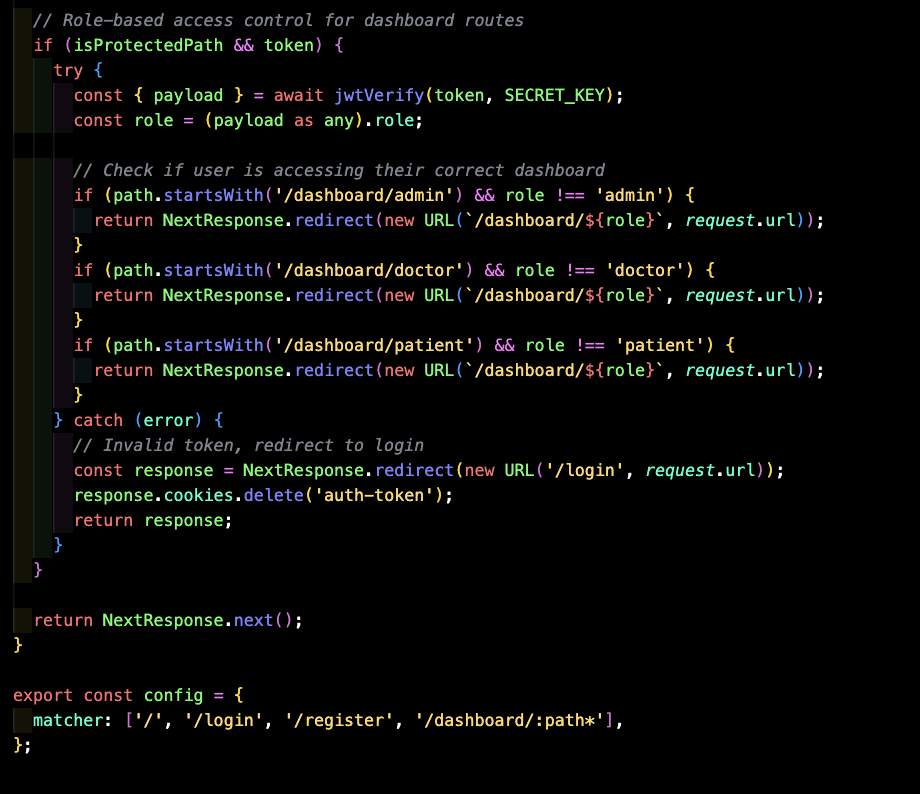 // Role-based access control for dashboard routes
if (isProtectedPath && token) {
try {
const { payload } = await jwtVerify(token, SECRET_KEY);
const role = (payload as any).role;
// Check if user is accessing their correct dashboard
if (path.startsWith('/dashboard/admin') && role !== 'admin') {
return NextResponse.redirect(new URL(`/dashboard/${role}`, request.url));
}
if (path.startsWith('/dashboard/doctor') && role !== 'doctor') {
return NextResponse.redirect(new URL(`/dashboard/${role}`, request.url));
}
if (path.startsWith('/dashboard/patient') && role !== 'patient') {
return NextResponse.redirect(new URL(`/dashboard/${role}`, request.url));
}
} catch (error) {
// Invalid token, redirect to login
const response = NextResponse.redirect(new URL('/login', request.url));
response.cookies.delete('auth-token');
return response;
}
}
return NextResponse.next();
}
export const config = {
matcher: ['/', '/login', '/register', '/dashboard/:path*'],
};